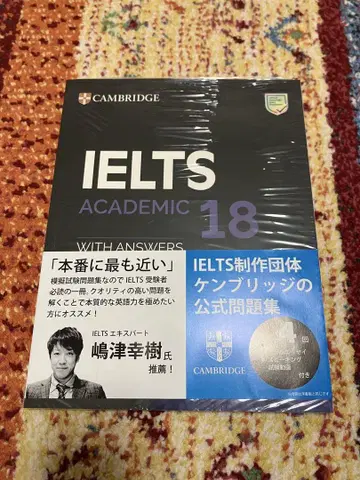 CAMBRIDGE
IELTS
ACADEMIC 18
WITH ANSWERS
「本番に最も近い」
模擬試験問題集なので IELTS 受験者
必読の一冊。クオリティの高い問題を
解くことで本質的な英語力を極めたい
方にオススメ！
IELTS エキスパート
嶋津幸樹氏
推薦！
IELTS制作団体
ケンブリッジの
公式問題集
CAMBRIDGE
付き